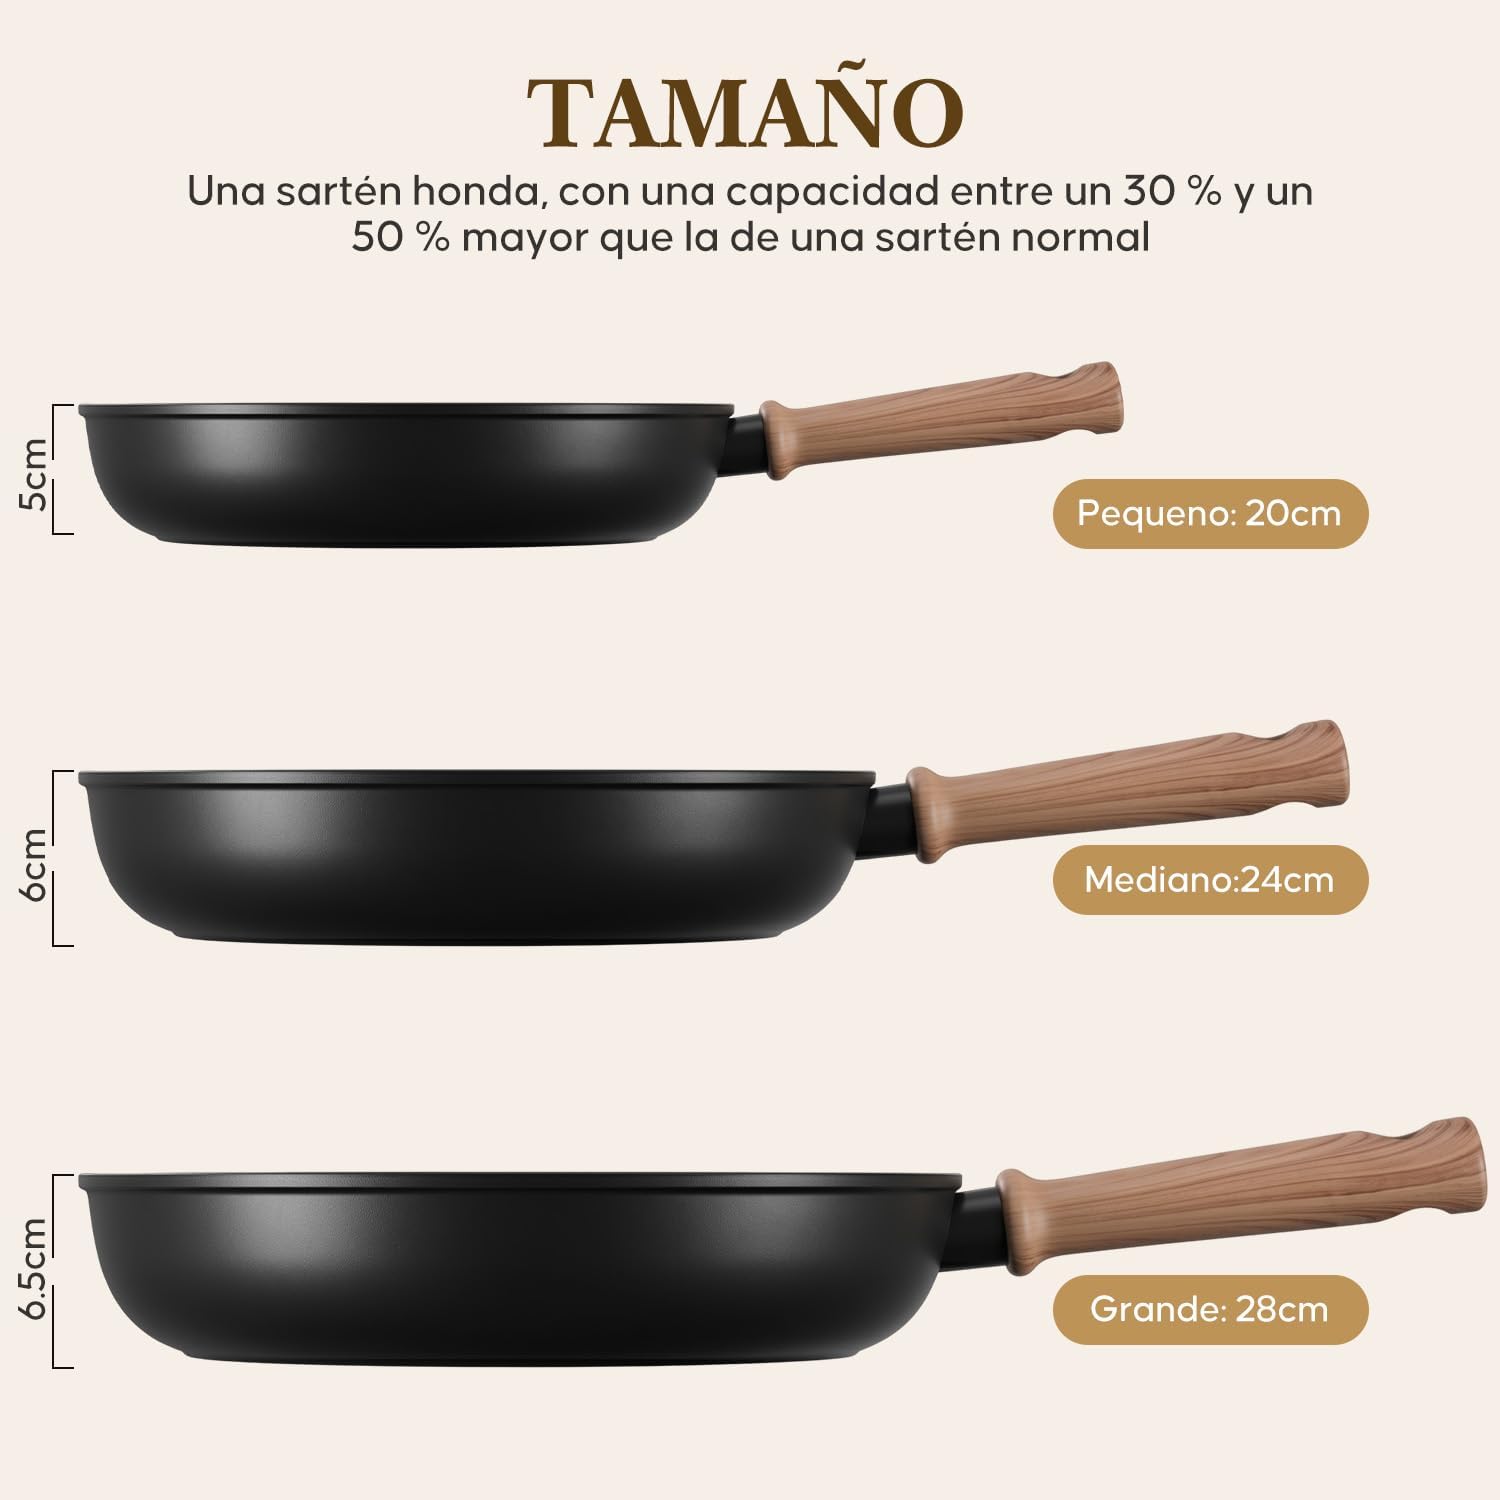 TAMAÑO
Una sartén honda, con una capacidad entre un 30 % y un
50 % mayor que la de una sartén normal
5cm
Pequeno: 20cm
6cm
Mediano:24cm
6.5cm
Grande: 28cm